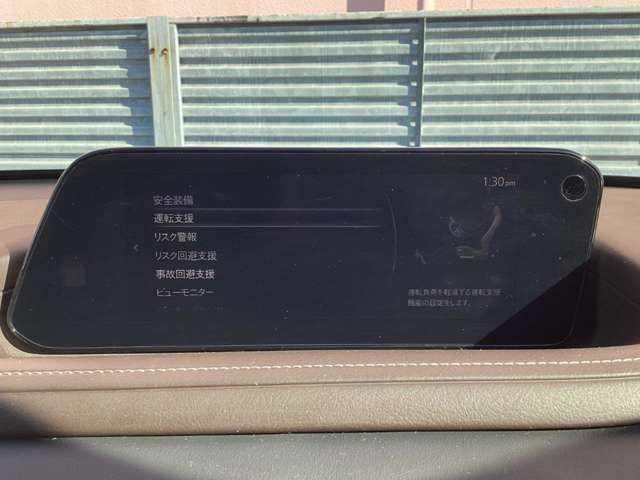 1:30 pm
安全装備
運転支援
リスク警報
リスク回避支援
事故回避支援
ビューモニター
運転負荷を軽減する運転支援
機能の設定をします。